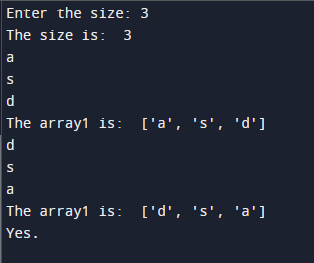 Enter the size: 3
The size is:  3
a
s
d
The array1 is:  ['a', 's', 'd']
d
s
a
The array1 is:  ['d', 's', 'a']
Yes.